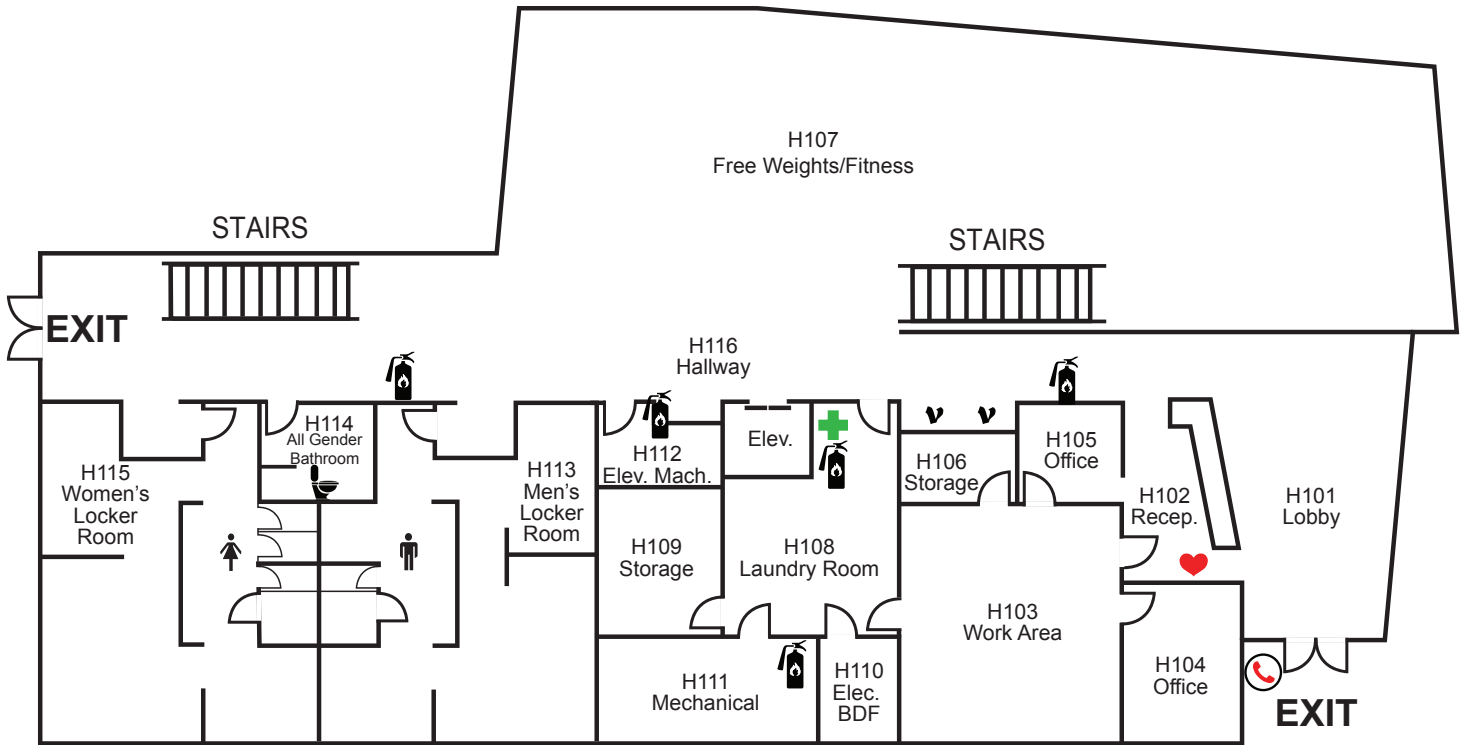 H107
Free Weights/Fitness
STAIRS
STAIRS
EXIT
H116
Hallway
H114
All Gender
Bathroom
Elev.
H105
Office
H115
Women's
Locker
Room
H113
Men's
Locker
Room
H112
Elev. Mach.
H106
Storage
H102
Recep.
H101
Lobby
H109
Storage
H108
Laundry Room
H103
Work Area
H111
Mechanical
H110
Elec.
BDF
H104
Office
EXIT